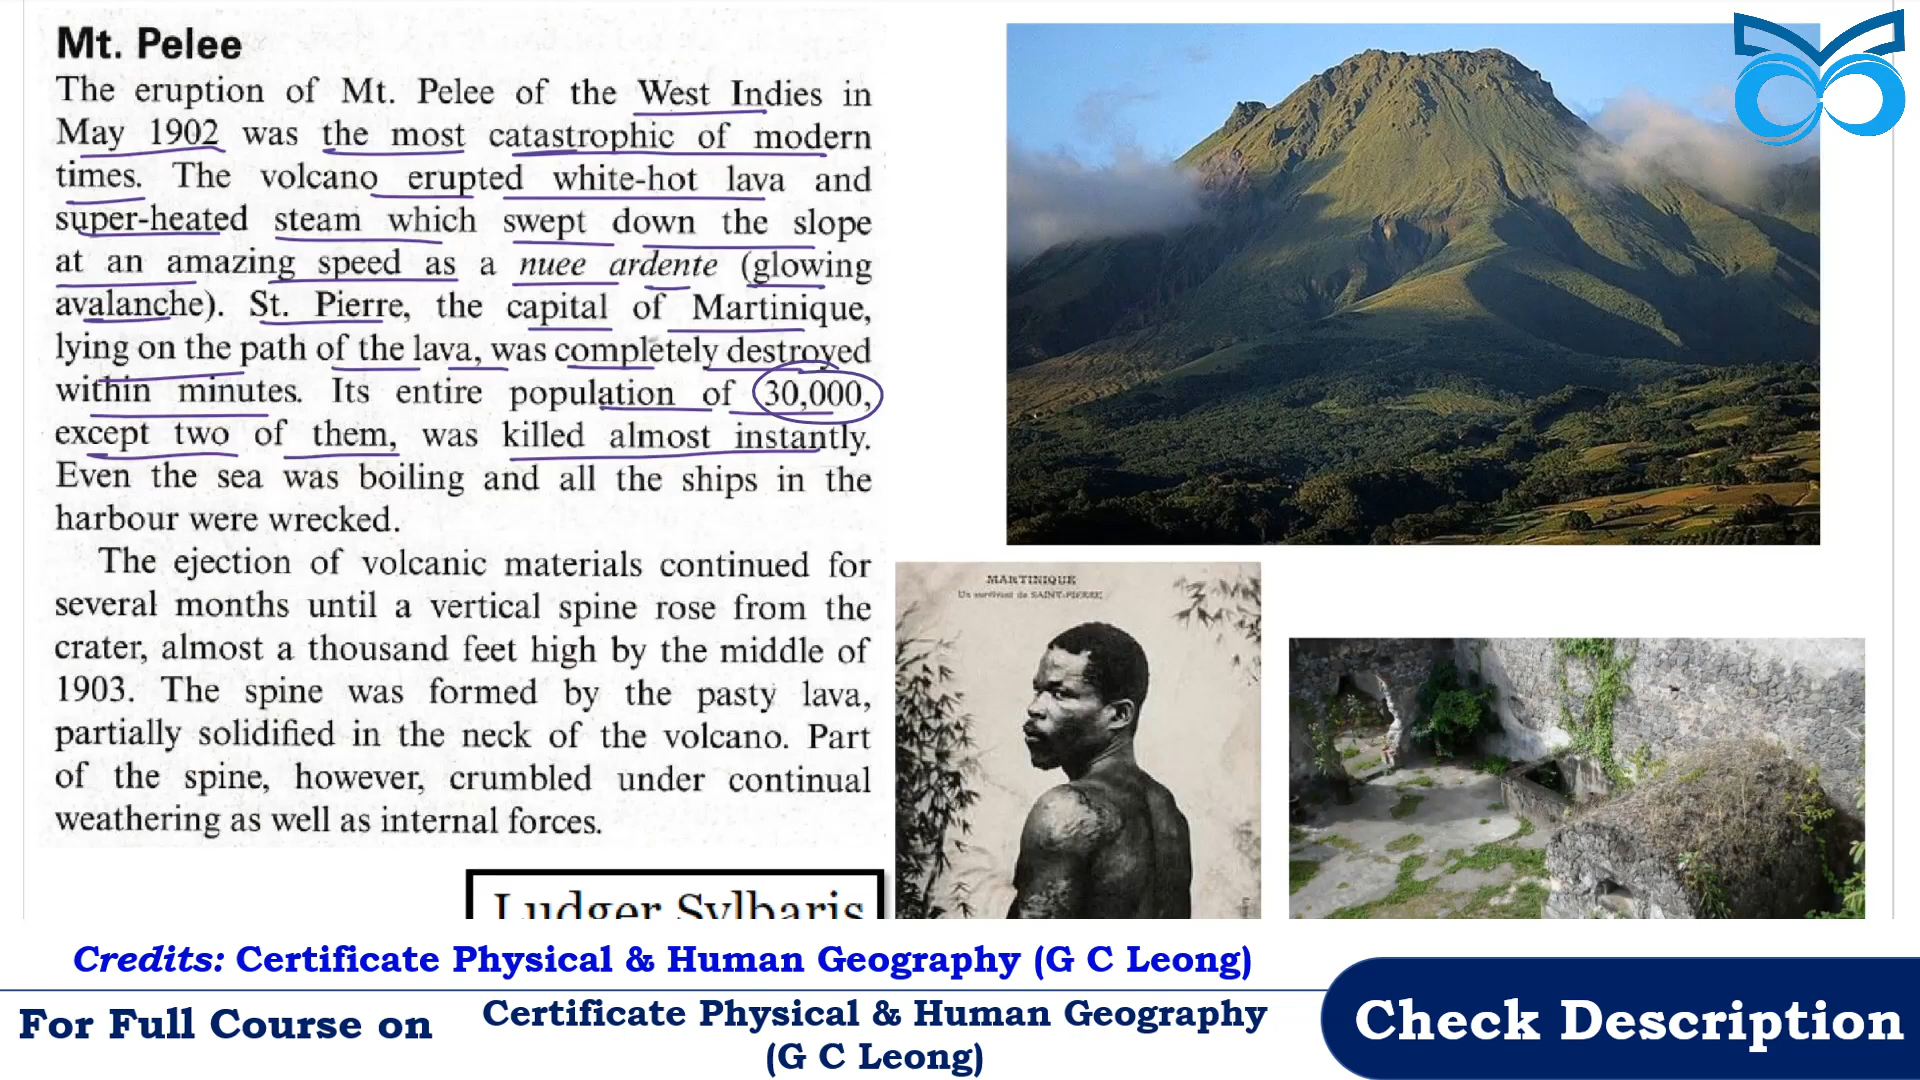 Mt. Pelee
The eruption of Mt. Pelee of the West Indies in
May 1902 was the most catastrophic of modern
times. The volcano erupted white-hot lava and
super-heated steam which swept down the slope
at an amazing speed as a nuee ardente (glowing
avalanche). St. Pierre, the capital of Martinique,
lying on the path of the lava, was completely destroyed
within minutes. Its entire population of 30,000,
except two of them, was killed almost instantly.
Even the sea was boiling and all the ships in the
harbour were wrecked.
The ejection of volcanic materials continued for
several months until a vertical spine rose from the
crater, almost a thousand feet high by the middle of
1903. The spine was formed by the pasty lava,
partially solidified in the neck of the volcano. Part
of the spine, however, crumbled under continual
weathering as well as internal forces.
MARTINIQUE
Un survivant de SAINT-PIERRE
Ludger Sylbaris
Credits: Certificate Physical & Human Geography (G C Leong)
For Full Course on
Certificate Physical & Human Geography
(G C Leong)
Check Description